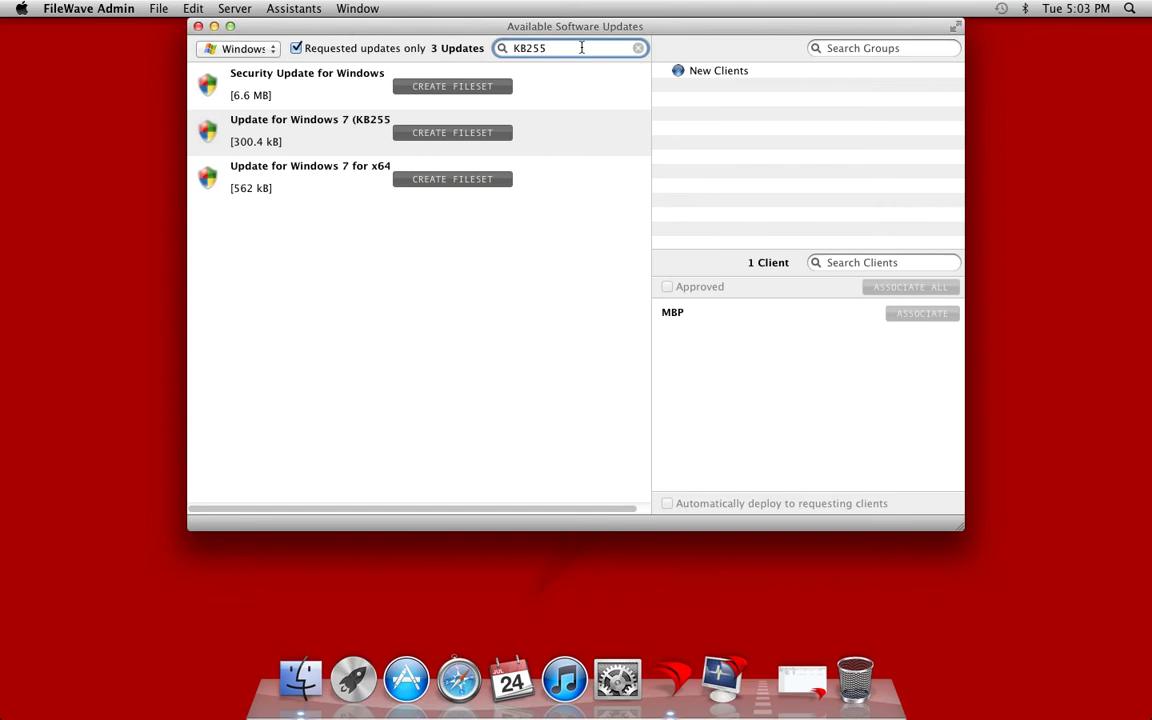 FileWave Admin File Edit Server Assistants Window Tue 5:03 PM
Available Software Updates
Windows Requested updates only 3 Updates KB255 Search Groups
Security Update for Windows
[6.6 MB]
CREATE FILESET
Update for Windows 7 (KB255
[300.4 kB]
CREATE FILESET
Update for Windows 7 for x64
[562 kB]
CREATE FILESET
New Clients
1 Client Search Clients
Approved ASSOCIATE ALL
MBP ASSOCIATE
Automatically deploy to requesting clients
JUL
24